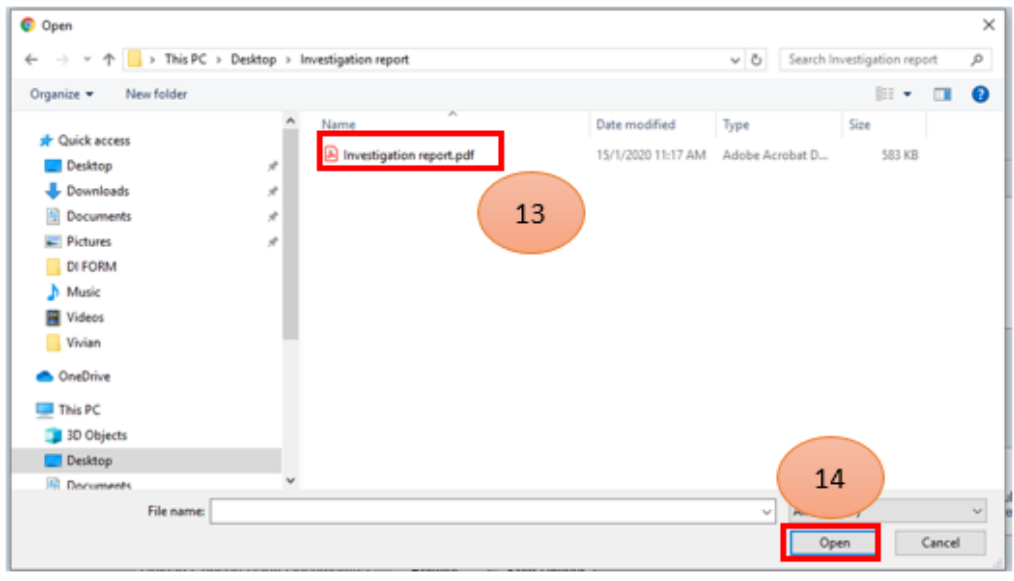 Open
This PC > Desktop > Investigation report
Search Investigation report
Organize
New folder
Name
Date modified
Type
Size
Investigation report.pdf
15/1/2020 11:17 AM
Adobe Acrobat D...
583 KB
13
Quick access
Desktop
Downloads
Documents
Pictures
DI FORM
Music
Videos
Vivian
OneDrive
This PC
3D Objects
Desktop
Documents
14
File name:
Open
Cancel